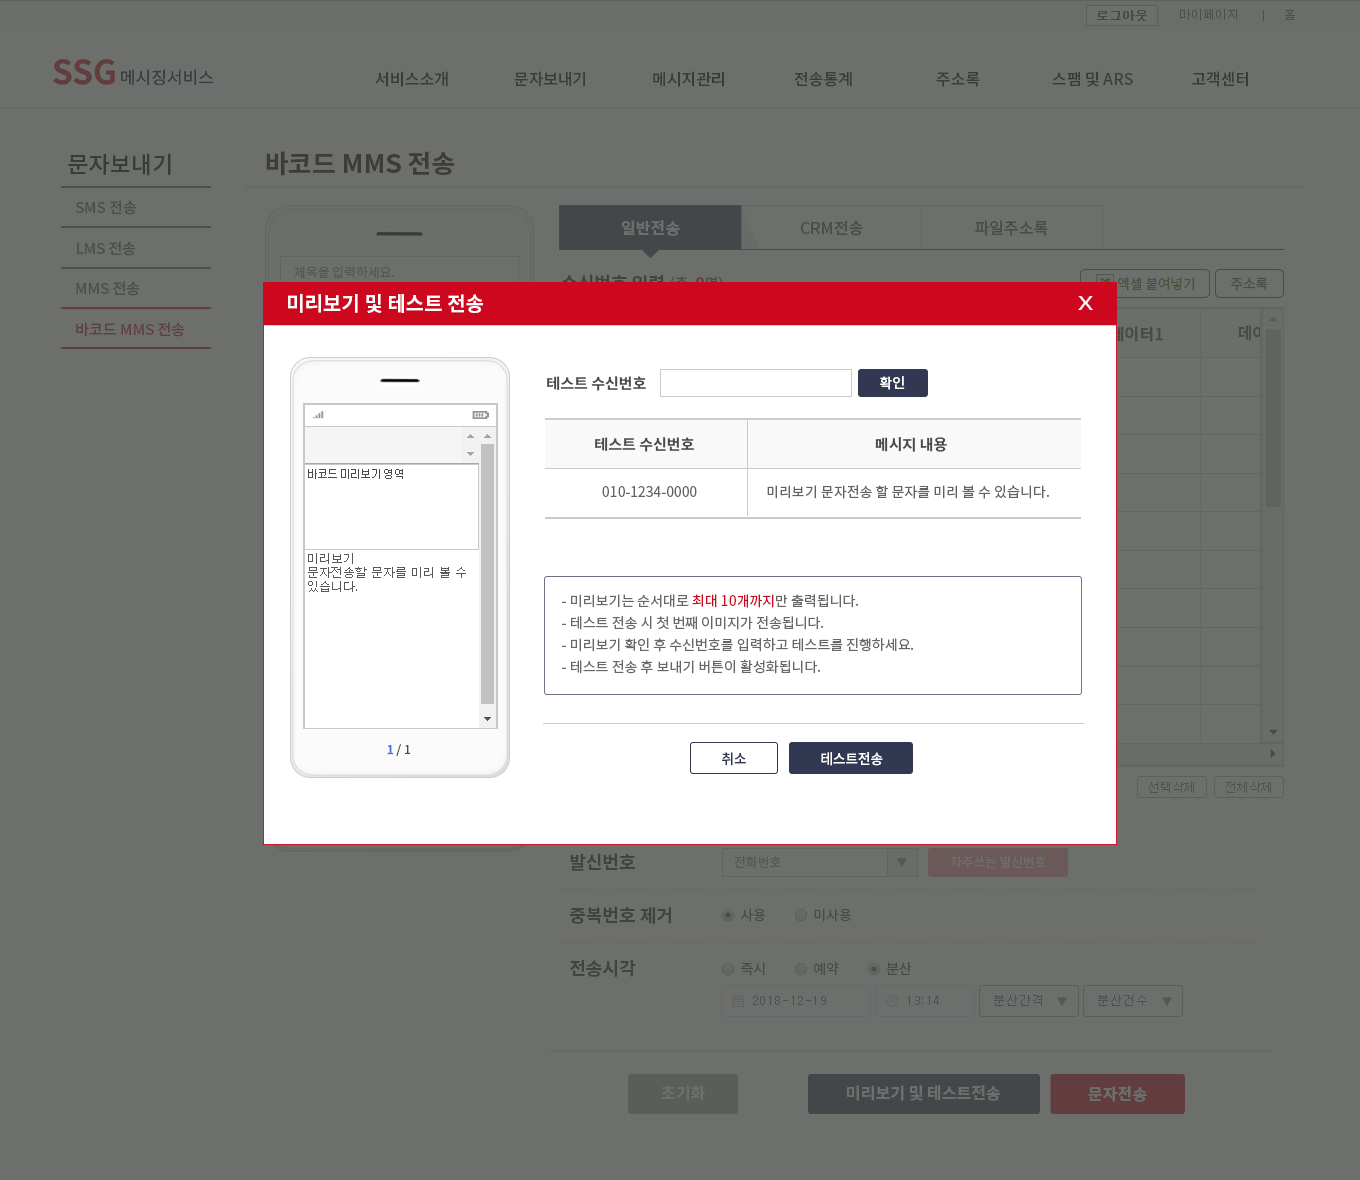 로그아웃 마이페이지 | 홈
SSG 메시징서비스 서비스소개 문자보내기 메시지관리 전송통계 주소록 스팸 및 ARS 고객센터
문자보내기
SMS 전송
LMS 전송
MMS 전송
바코드 MMS 전송
바코드 MMS 전송
일반전송 CRM전송 파일주소록
제목을 입력하세요.
엑셀 붙여넣기 주소록
미리보기 및 테스트 전송 X
바코드 미리보기 영역
미리보기
문자전송할 문자를 미리 볼 수
있습니다.
1 / 1
테스트 수신번호 확인
테스트 수신번호 메시지 내용
010-1234-0000 미리보기 문자전송 할 문자를 미리 볼 수 있습니다.
- 미리보기는 순서대로 최대 10개까지만 출력됩니다.
- 테스트 전송 시 첫 번째 이미지가 전송됩니다.
- 미리보기 확인 후 수신번호를 입력하고 테스트를 진행하세요.
- 테스트 전송 후 보내기 버튼이 활성화됩니다.
취소 테스트전송
선택삭제 전체삭제
발신번호 전화번호 자주쓰는 발신번호
중복번호 제거 사용 미사용
전송시각 즉시 예약 분산
2018-12-19 13:14 분산간격 분산건수
초기화 미리보기 및 테스트전송 문자전송